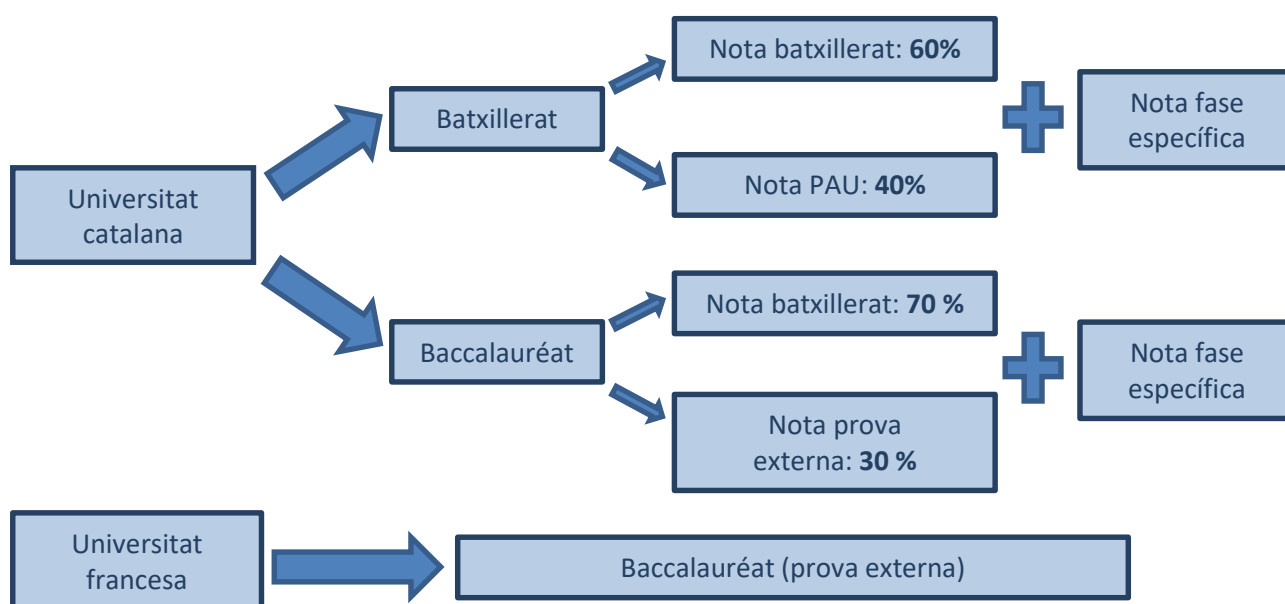 Universitat
catalana
Batxillerat
Nota batxillerat: 60%
Nota PAU: 40%
Nota fase
específica
Baccalauréat
Nota batxillerat: 70 %
Nota prova
externa: 30 %
Nota fase
específica
Universitat
francesa
Baccalauréat (prova externa)